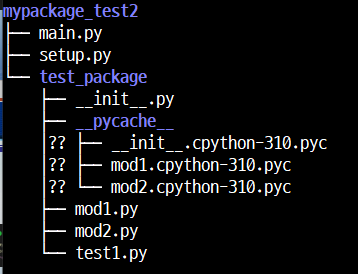 mypackage_test2
├── main.py
├── setup.py
└── test_package
    ├── __init__.py
    ├── __pycache__
    │?? ├── __init__.cpython-310.pyc
    │?? ├── mod1.cpython-310.pyc
    │?? └── mod2.cpython-310.pyc
    ├── mod1.py
    ├── mod2.py
    └── test1.py